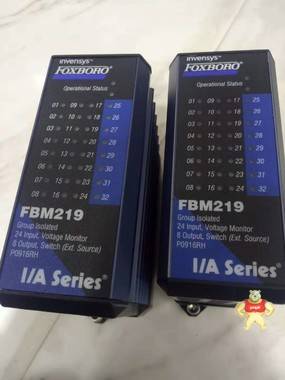 invensys
FOXBORO
Operational Status
01 09 17 25
02 10 18 26
03 11 19 27
04 12 20 28
05 13 21 29
06 14 22 30
07 15 23 31
08 16 24 32
FBM219
Group Isolated
24 Input, Voltage Monitor
8 Output, Switch (Ext. Source)
P0916RH
I/A Series®
invensys
FOXBORO
Operational Status
01 09 17 25
02 10 18 26
03 11 19 27
04 12 20 28
05 13 21 29
06 14 22 30
07 15 23 31
08 16 24 32
FBM219
Group Isolated
24 Input, Voltage Monitor
8 Output, Switch (Ext. Source)
P0916RH
I/A Series®